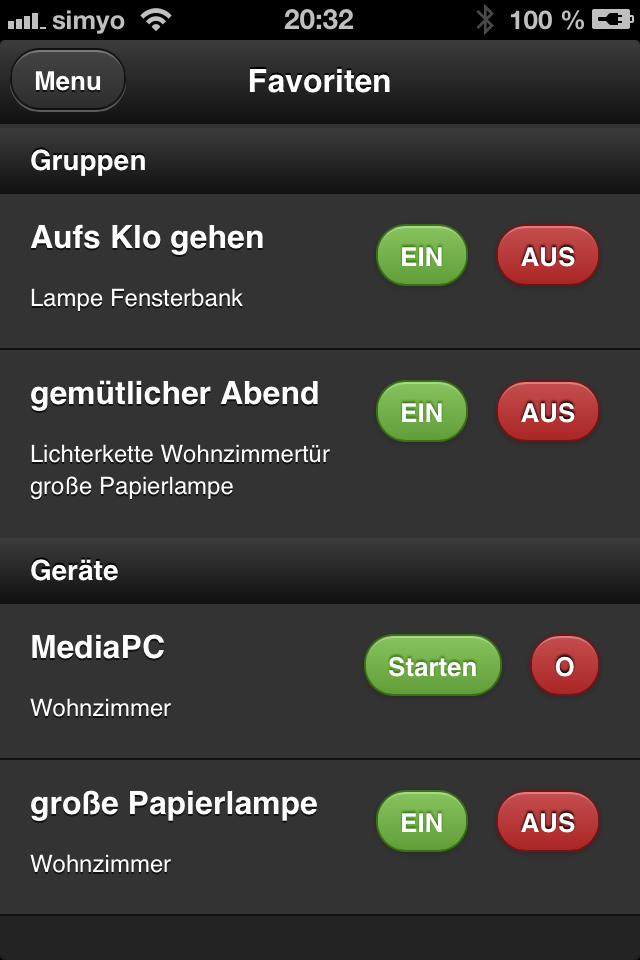 simyo 20:32 100 %
Menu Favoriten
Gruppen
Aufs Klo gehen EIN AUS
Lampe Fensterbank
gemütlicher Abend EIN AUS
Lichterkette Wohnzimmertür
große Papierlampe
Geräte
MediaPC Starten O
Wohnzimmer
große Papierlampe EIN AUS
Wohnzimmer